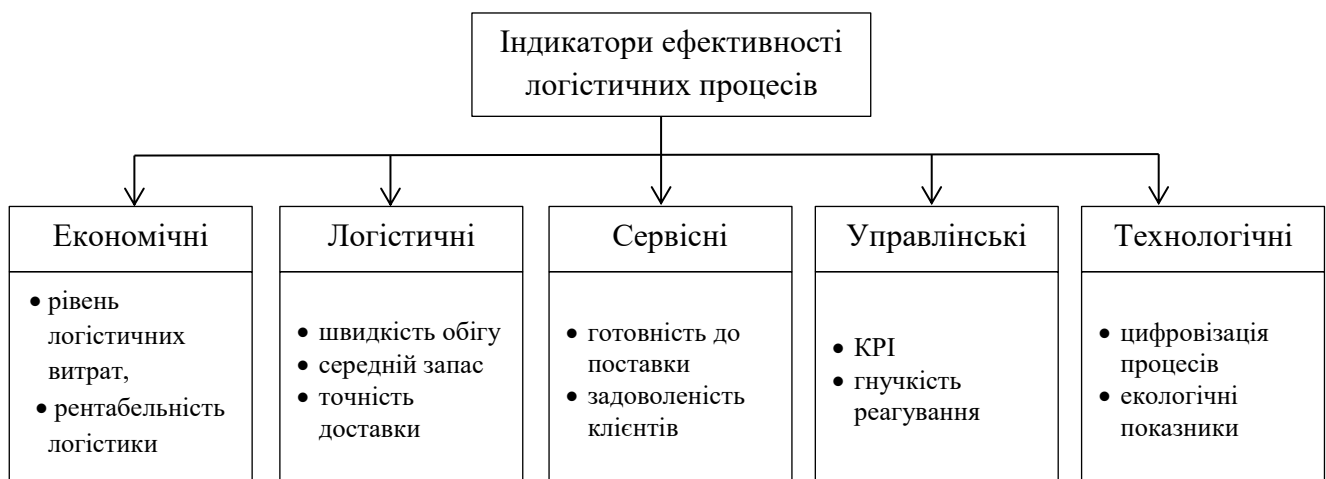 Індикатори ефективності
логістичних процесів
Економічні
• рівень
логістичних
витрат,
• рентабельність
логістики
Логістичні
• швидкість обігу
• середній запас
• точність
доставки
Сервісні
• готовність до
поставки
• задоволеність
клієнтів
Управлінські
• KPI
• гнучкість
реагування
Технологічні
• цифровізація
процесів
• екологічні
показники